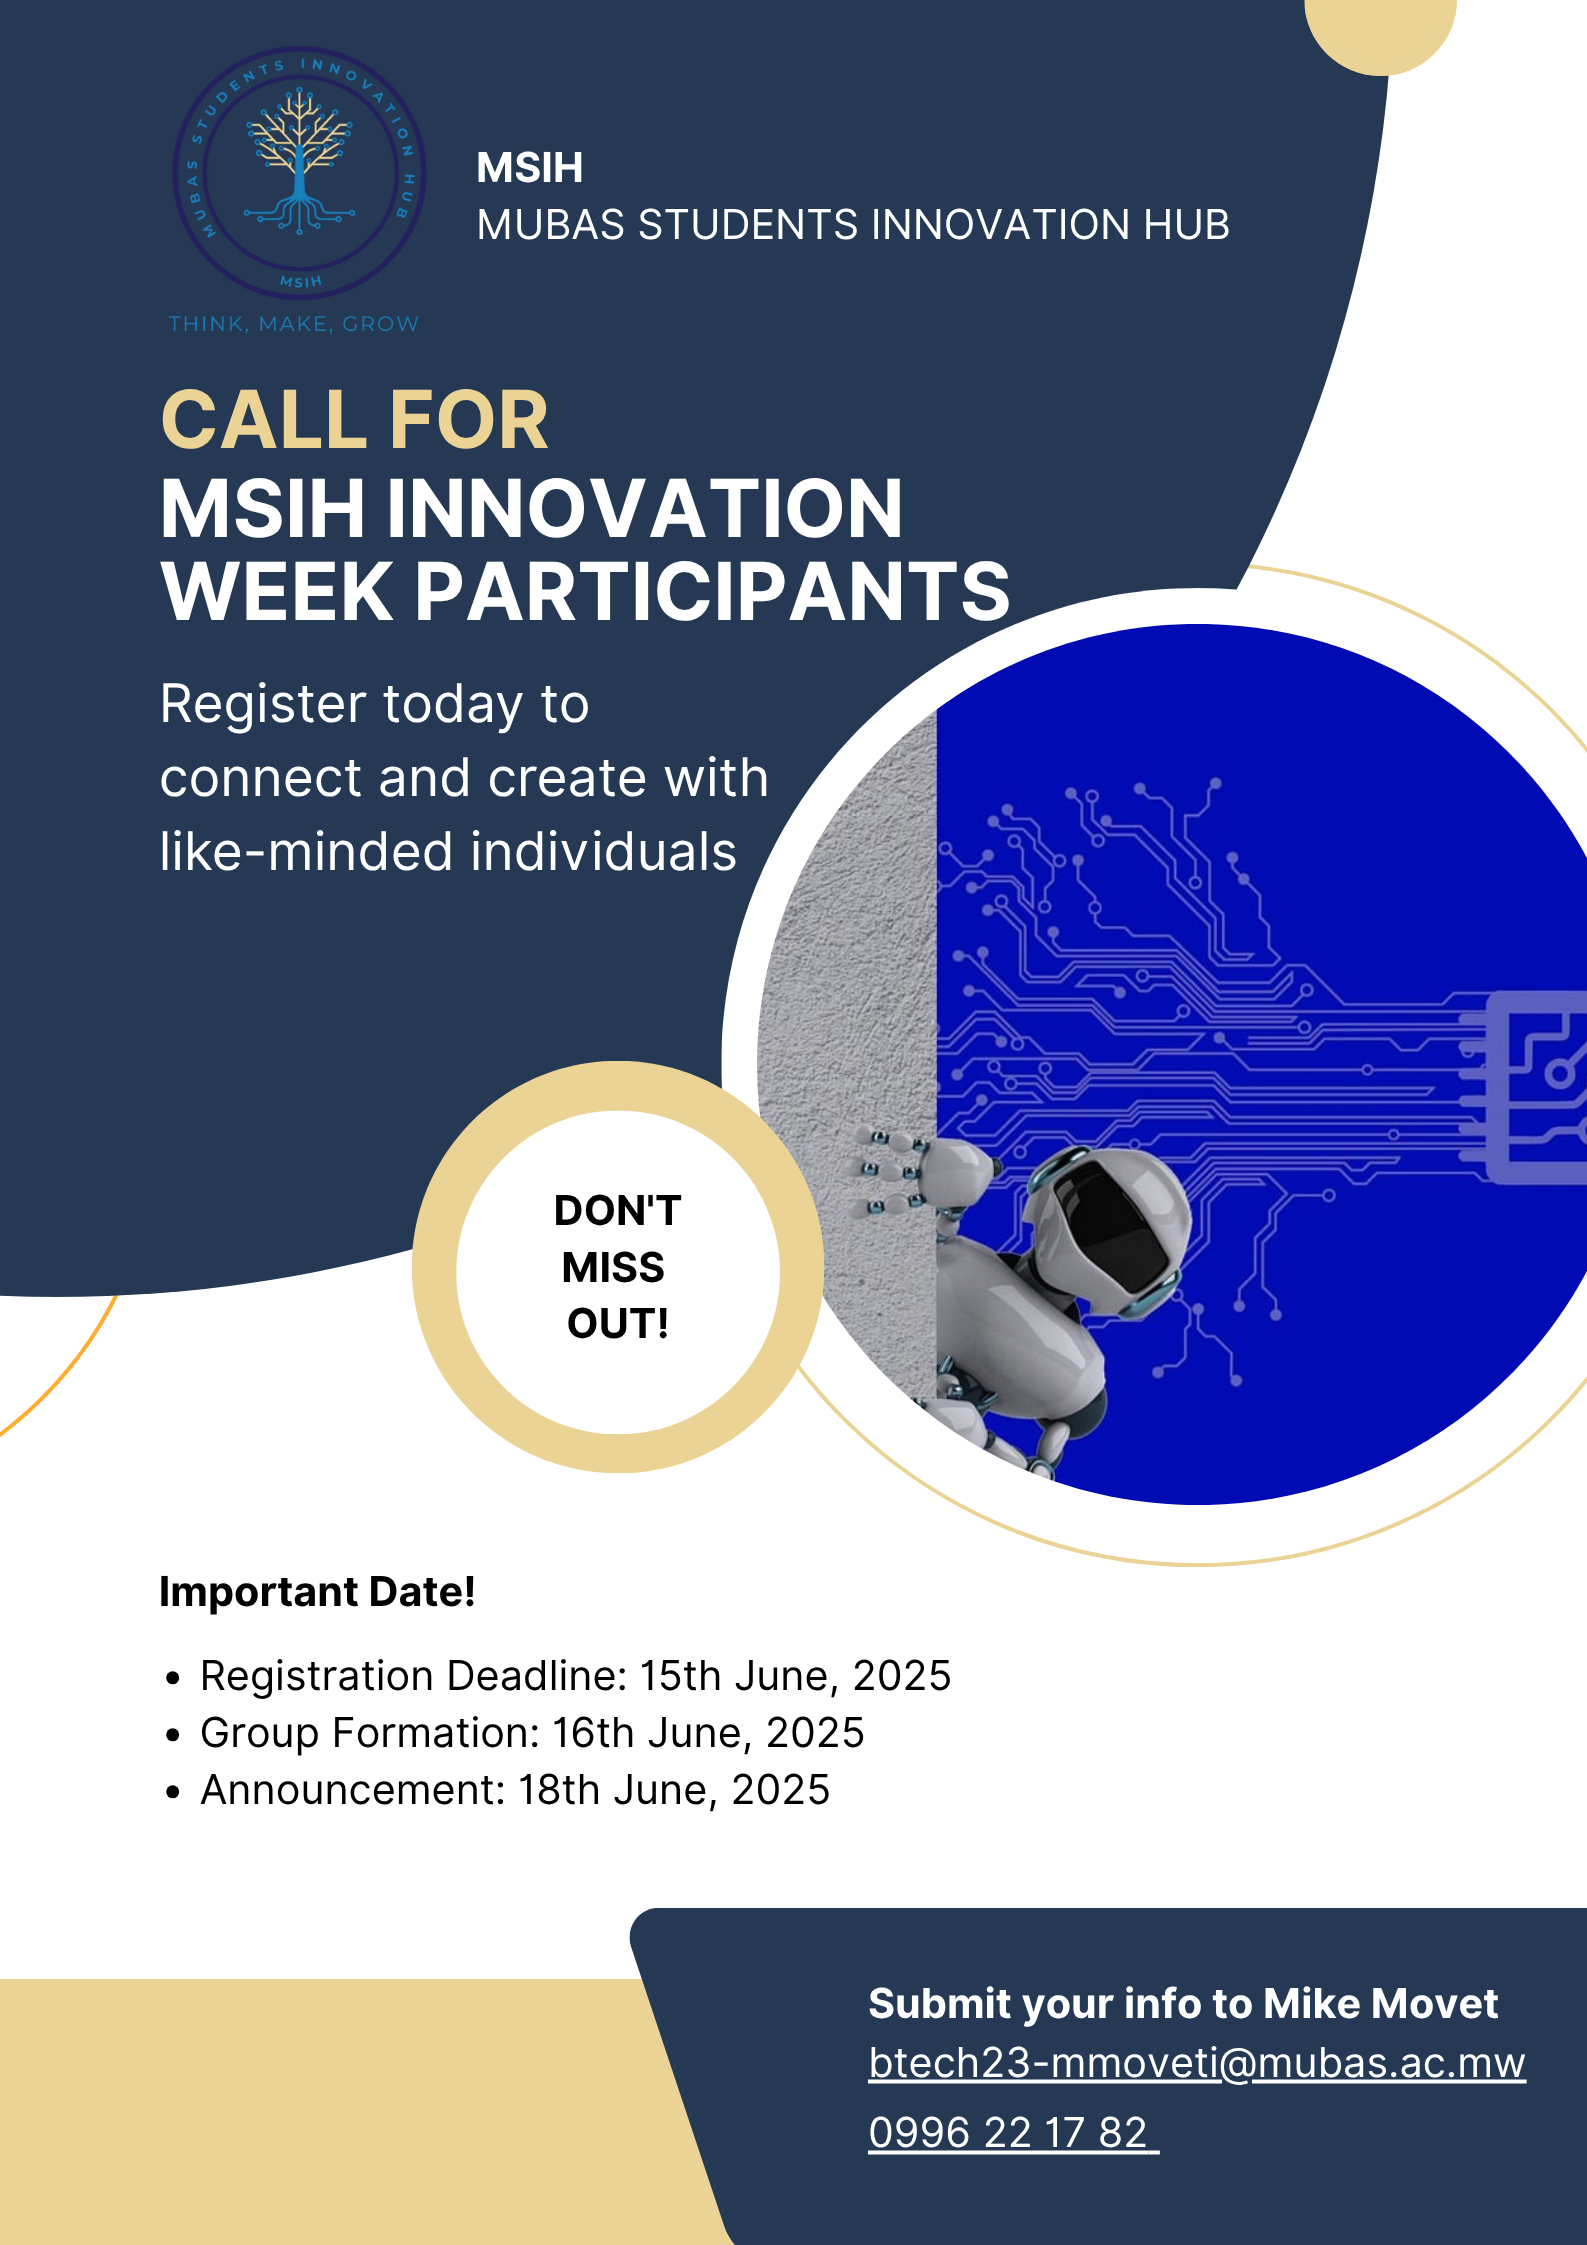 MUBAS STUDENTS INNOVATION HUB
MSIH
THINK, MAKE, GROW
MSIH
MUBAS STUDENTS INNOVATION HUB
CALL FOR
MSIH INNOVATION
WEEK PARTICIPANTS
Register today to
connect and create with
like-minded individuals
DON'T
MISS
OUT!
Important Date!
• Registration Deadline: 15th June, 2025
• Group Formation: 16th June, 2025
• Announcement: 18th June, 2025
Submit your info to Mike Movet
btech23-mmoveti@mubas.ac.mw
0996 22 17 82